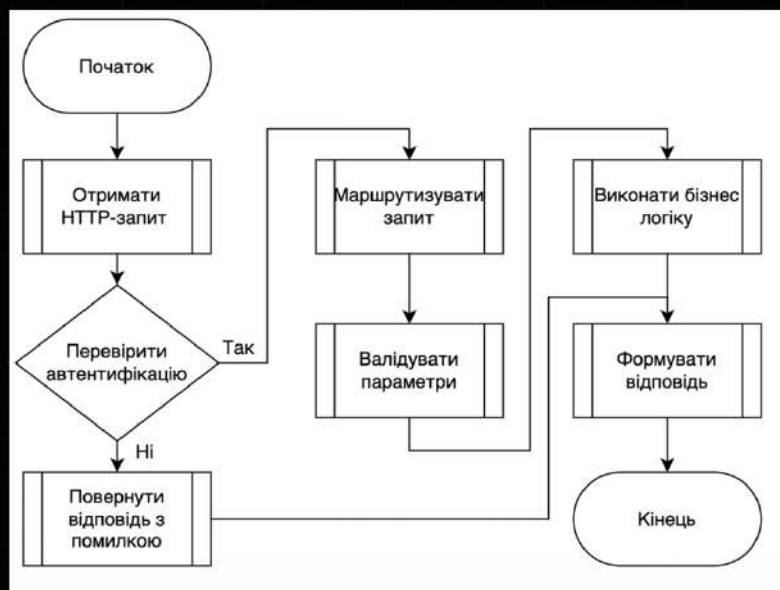 Початок
Отримати
HTTP-запит
Перевірити
автентифікацію
Так
Ні
Повернути
відповідь з
помилкою
Маршрутизувати
запит
Валідувати
параметри
Виконати бізнес
логіку
Формувати
відповідь
Кінець